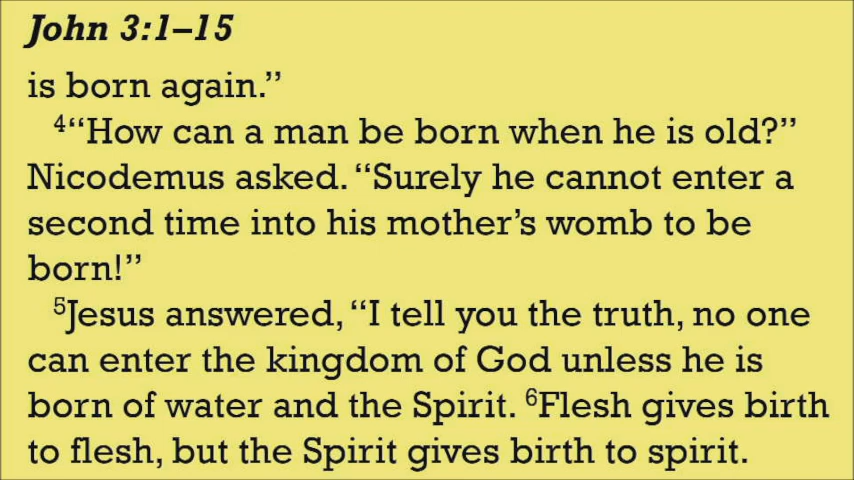 John 3:1–15
is born again.”
⁴“How can a man be born when he is old?”
Nicodemus asked. “Surely he cannot enter a
second time into his mother’s womb to be
born!”
⁵Jesus answered, “I tell you the truth, no one
can enter the kingdom of God unless he is
born of water and the Spirit. ⁶Flesh gives birth
to flesh, but the Spirit gives birth to spirit.